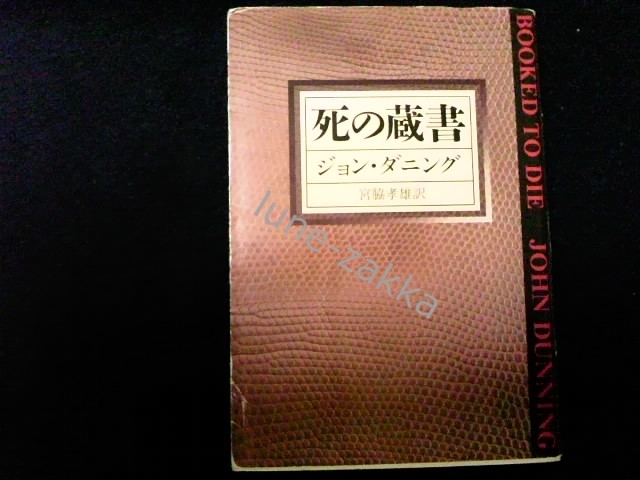 死の蔵書
ジョン・ダニング
宮脇孝雄訳
BOOKED TO DIE JOHN DUNNING
lune-zakka